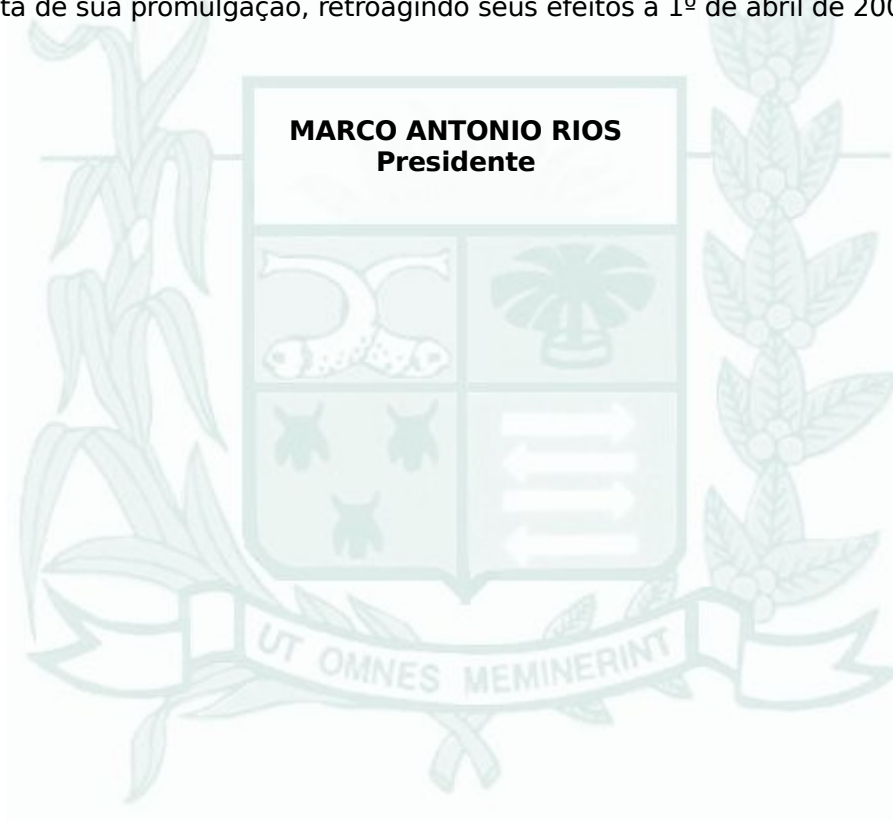 ta de sua promulgação, retroagindo seus efeitos a 1º de abril de 200
MARCO ANTONIO RIOS
Presidente
UT OMNES MEMINERINT